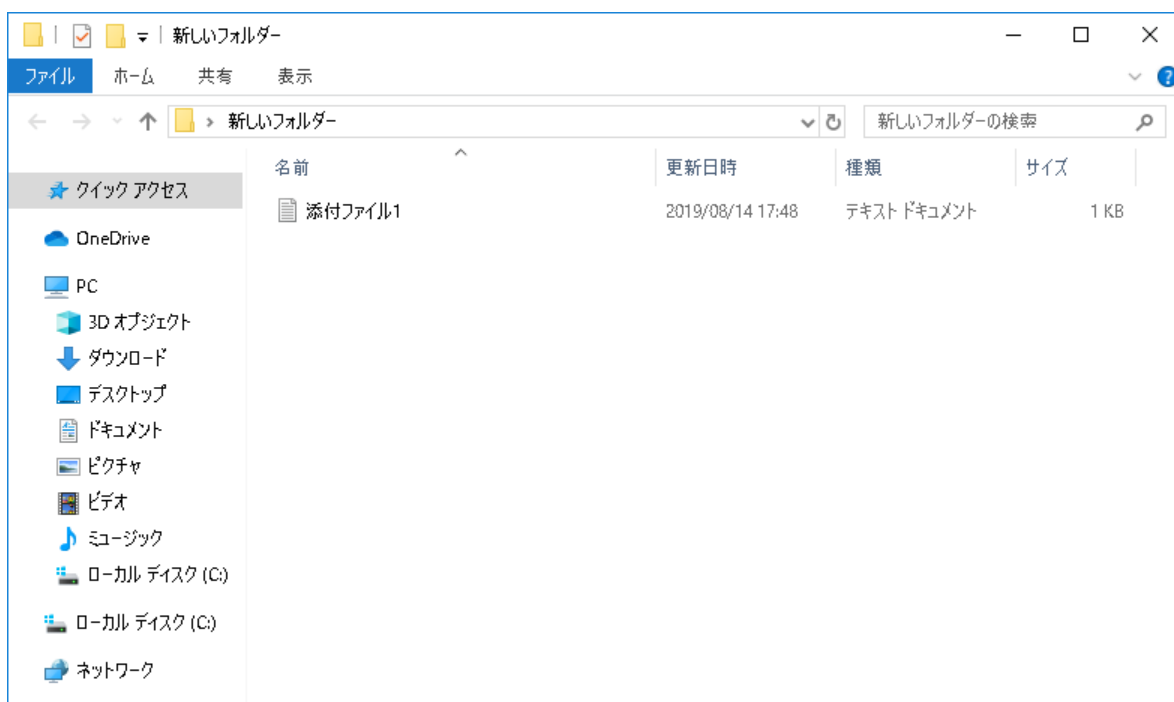 新しいフォルダー
ファイル ホーム 共有 表示
新しいフォルダー 新しいフォルダーの検索
名前 更新日時 種類 サイズ
クイック アクセス
添付ファイル1 2019/08/14 17:48 テキスト ドキュメント 1 KB
OneDrive
PC
3D オブジェクト
ダウンロード
デスクトップ
ドキュメント
ピクチャ
ビデオ
ミュージック
ローカル ディスク (C:)
ローカル ディスク (C:)
ネットワーク